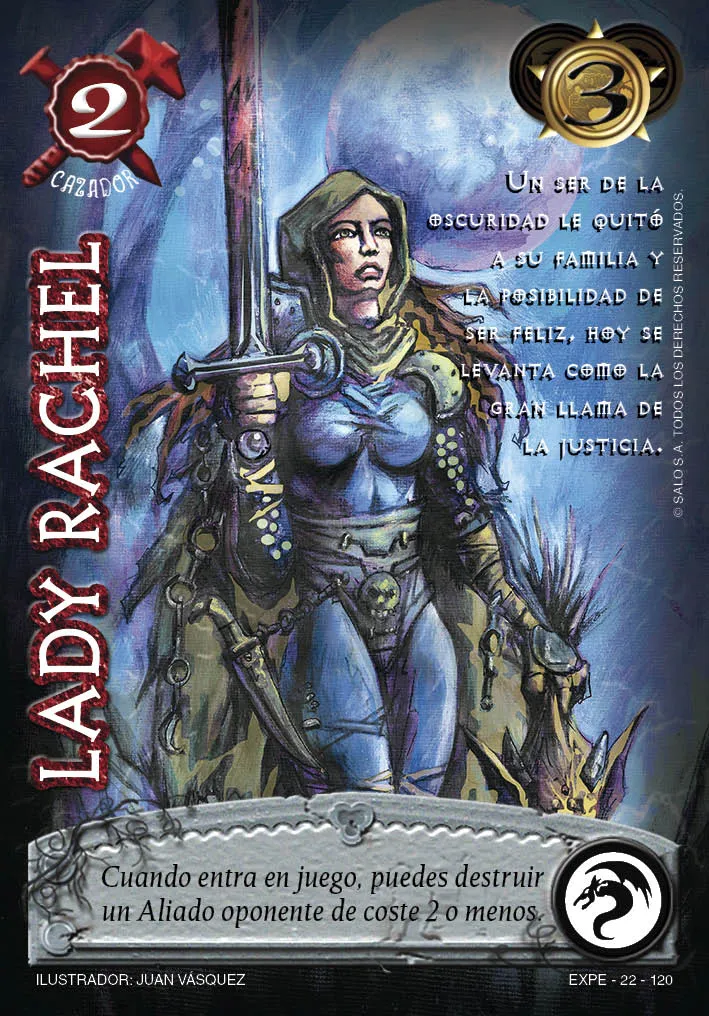 2
CAZADOR
3
UN SER DE LA
OSCURIDAD LE QUITÓ
A SU FAMILIA Y
LA POSIBILIDAD DE
SER FELIZ, HOY SE
LEVANTA COMO LA
GRAN LLAMA DE
LA JUSTICIA.
© SALO S.A. TODOS LOS DERECHOS RESERVADOS.
LADY RACHEL
Cuando entra en juego, puedes destruir
un Aliado oponente de coste 2 o menos.
ILUSTRADOR: JUAN VÁSQUEZ
EXPE - 22 - 120